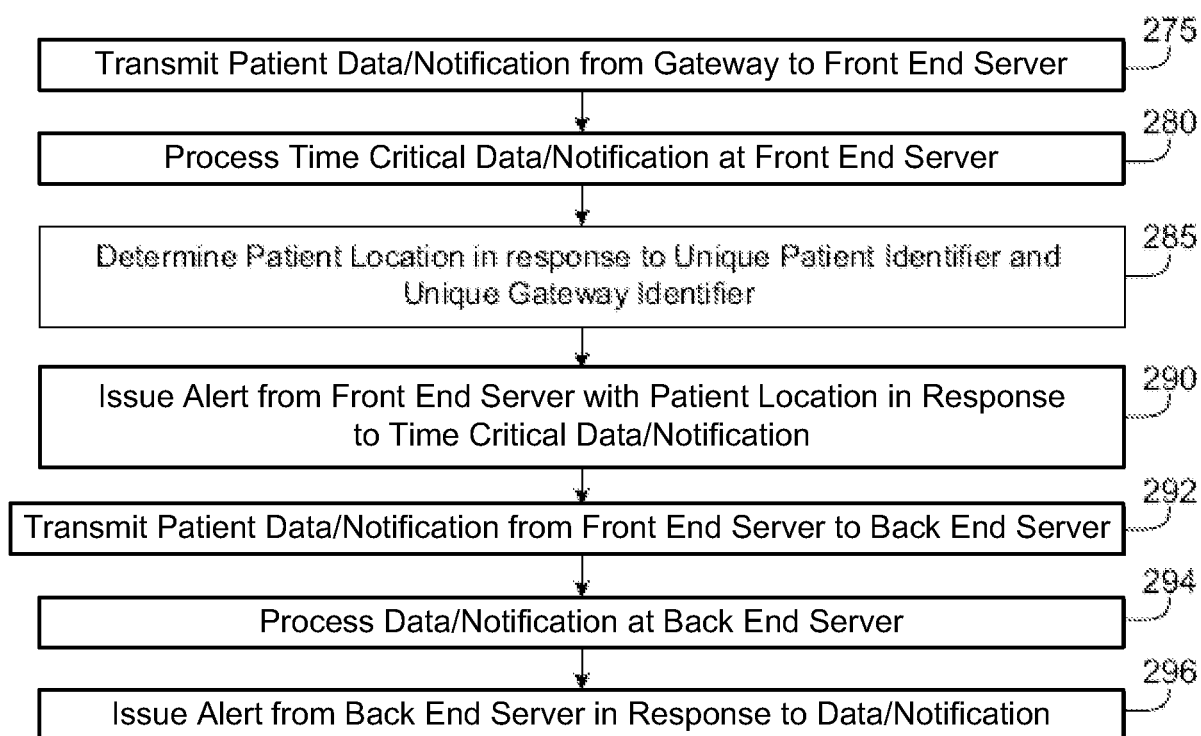 275
Transmit Patient Data/Notification from Gateway to Front End Server
280
Process Time Critical Data/Notification at Front End Server
285
Determine Patient Location in response to Unique Patient Identifier and
Unique Gateway Identifier
290
Issue Alert from Front End Server with Patient Location in Response
to Time Critical Data/Notification
292
Transmit Patient Data/Notification from Front End Server to Back End Server
294
Process Data/Notification at Back End Server
296
Issue Alert from Back End Server in Response to Data/Notification